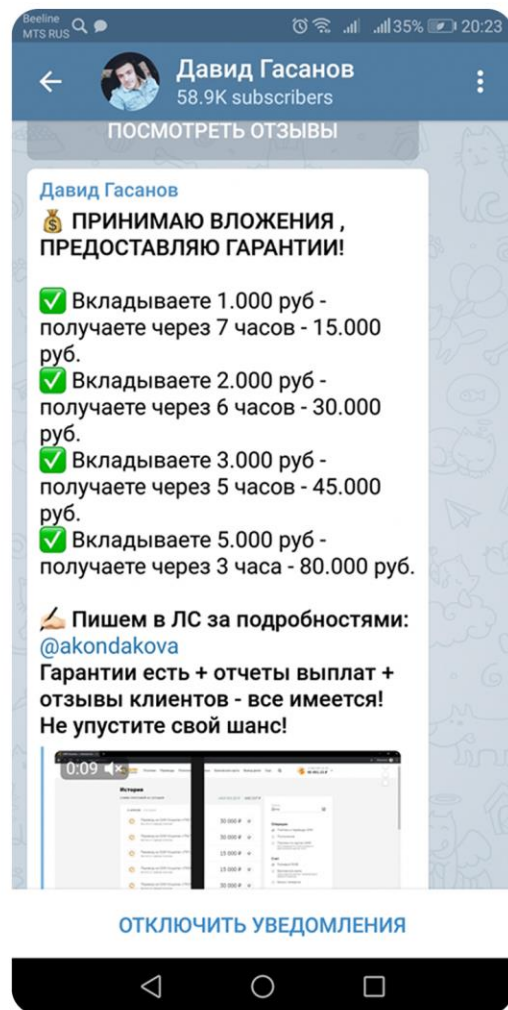 Beeline
MTS RUS
35%
20:23
Давид Гасанов
58.9K subscribers
ПОСМОТРЕТЬ ОТЗЫВЫ
Давид Гасанов
💰 ПРИНИМАЮ ВЛОЖЕНИЯ ,
ПРЕДОСТАВЛЯЮ ГАРАНТИИ!
✅ Вкладываете 1.000 руб -
получаете через 7 часов - 15.000
руб.
✅ Вкладываете 2.000 руб -
получаете через 6 часов - 30.000
руб.
✅ Вкладываете 3.000 руб -
получаете через 5 часов - 45.000
руб.
✅ Вкладываете 5.000 руб -
получаете через 3 часа - 80.000 руб.
✍🏻 Пишем в ЛС за подробностями:
@akondakova
Гарантии есть + отчеты выплат +
отзывы клиентов - все имеется!
Не упустите свой шанс!
0:09
История
30 000 ₽
30 000 ₽
15 000 ₽
15 000 ₽
30 000 ₽
ОТКЛЮЧИТЬ УВЕДОМЛЕНИЯ